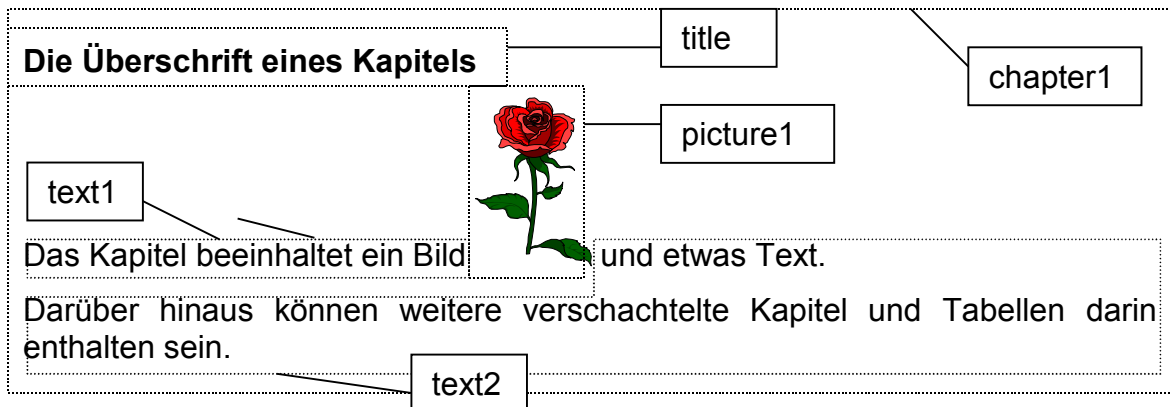 title
Die Überschrift eines Kapitels
chapter1
picture1
text1
Das Kapitel beeinhaltet ein Bild und etwas Text.
Darüber hinaus können weitere verschachtelte Kapitel und Tabellen darin
enthalten sein.
text2